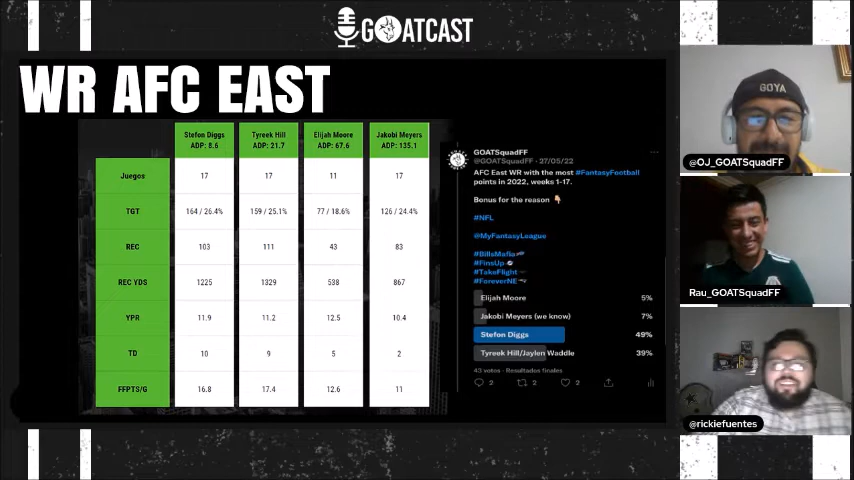 GOATCAST
WR AFC EAST
Stefon Diggs
ADP: 8.6
Tyreek Hill
ADP: 21.7
Elijah Moore
ADP: 67.6
Jakobi Meyers
ADP: 135.1
Juegos 17 17 11 17
TGT 164 / 26.4% 159 / 25.1% 77 / 18.6% 126 / 24.4%
REC 103 111 43 83
REC YDS 1225 1329 538 867
YPR 11.9 11.2 12.5 10.4
TD 10 9 5 2
FFPTS/G 16.8 17.4 12.6 11
GOATSquadFF
@GOATSquadFF · 27/05/22
AFC East WR with the most #FantasyFootball
points in 2022, weeks 1-17.
Bonus for the reason
#NFL
@MyFantasyLeague
#BillsMafia
#FinsUp
#TakeFlight
#ForeverNE
Elijah Moore 5%
Jakobi Meyers (we know) 7%
Stefon Diggs 49%
Tyreek Hill/Jaylen Waddle 39%
43 votos · Resultados finales
2 2 2
GOYA
@OJ_GOATSquadFF
Rau_GOATSquadFF
@rickiefuentes